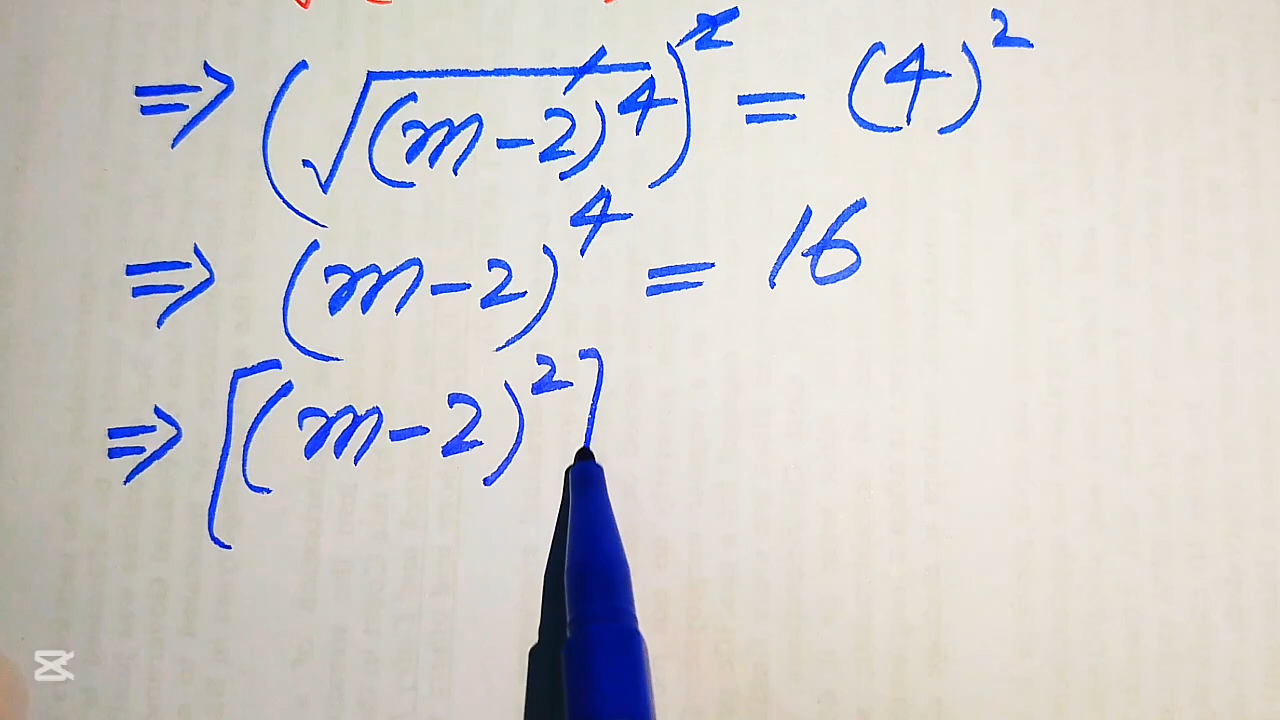 ⇒ (√(m-2)⁴)² = (4)²
⇒ (m-2)⁴ = 16
⇒ [(m-2)²]